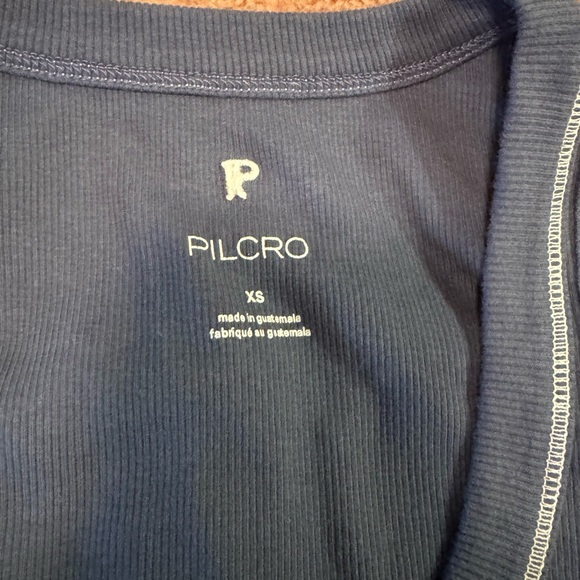 P
PILCRO
XS
made in guatemala
fabriqué au guatemala